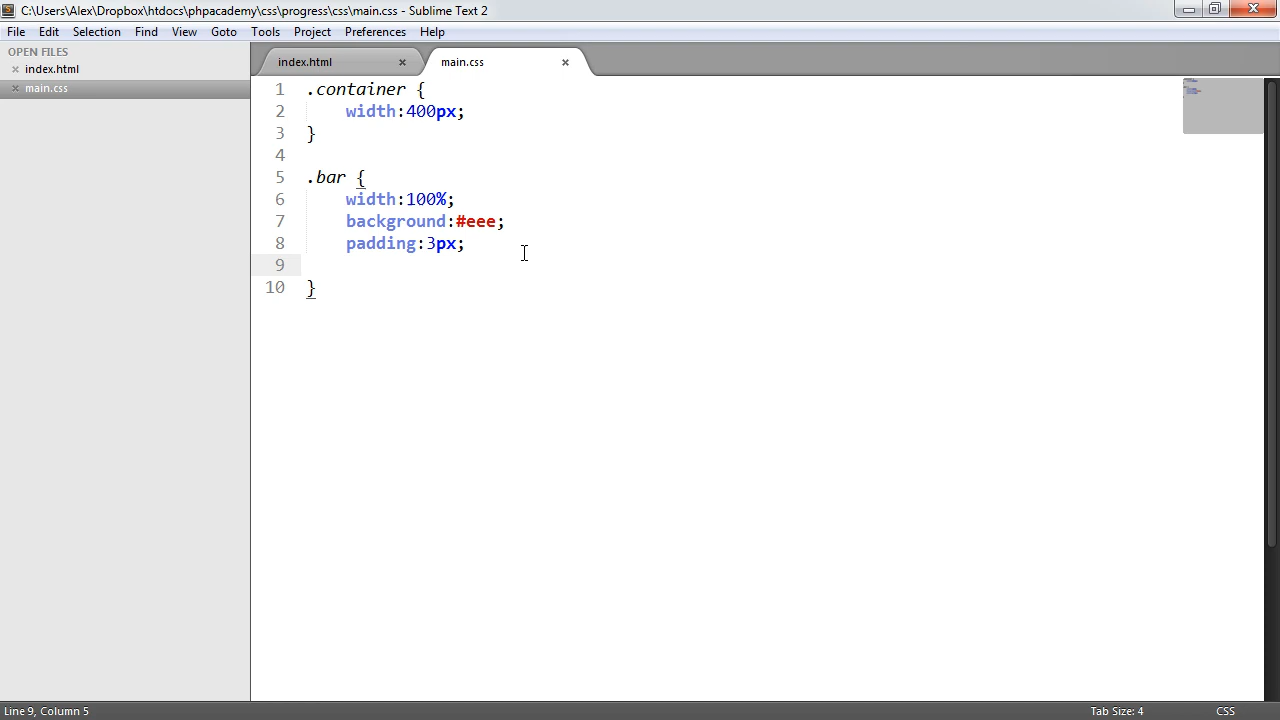 C:\Users\Alex\Dropbox\htdocs\phpacademy\css\progress\css\main.css - Sublime Text 2
File Edit Selection Find View Goto Tools Project Preferences Help
OPEN FILES
index.html
main.css
index.html main.css
1 .container {
2 width:400px;
3 }
4
5 .bar {
6 width:100%;
7 background:#eee;
8 padding:3px;
9
10 }
Line 9, Column 5 Tab Size: 4 CSS